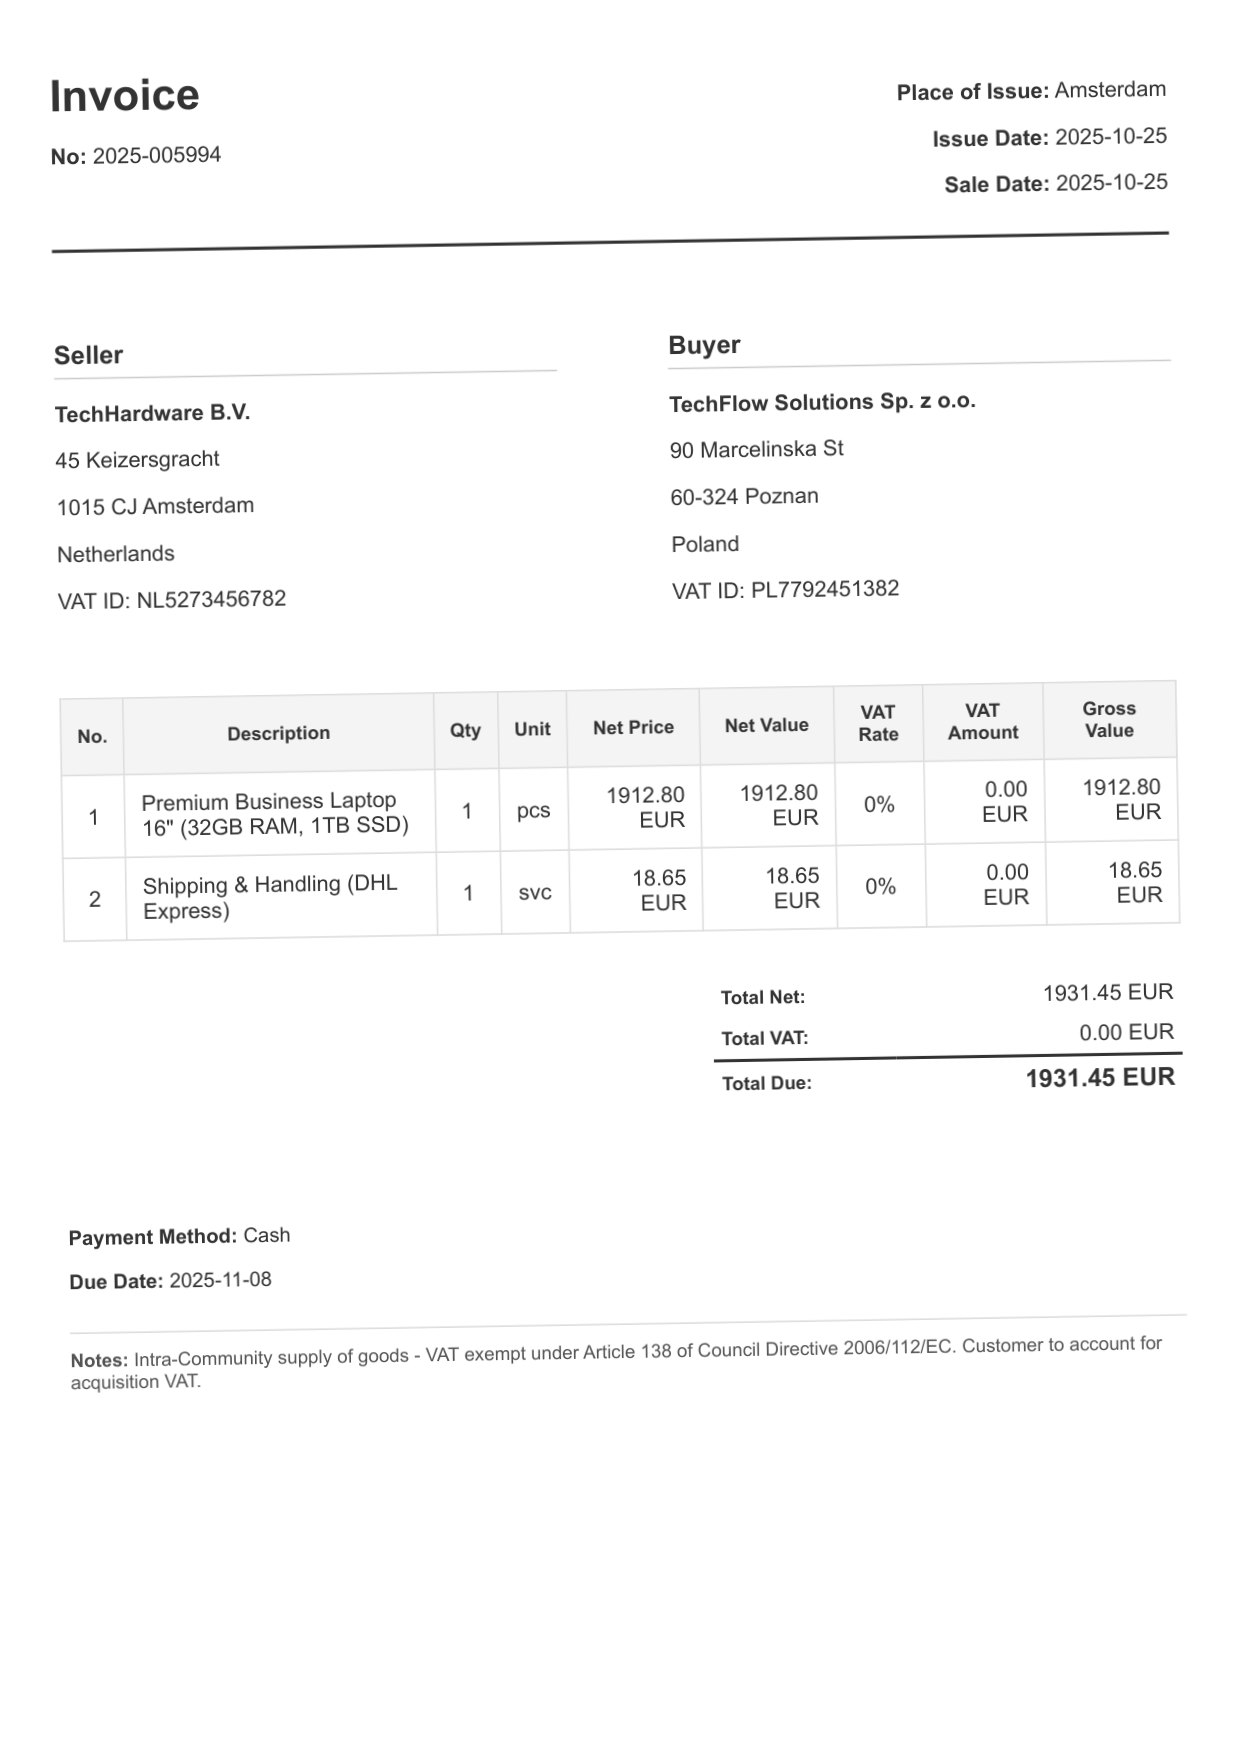 Invoice
No: 2025-005994
Place of Issue: Amsterdam
Issue Date: 2025-10-25
Sale Date: 2025-10-25
Seller
TechHardware B.V.
45 Keizersgracht
1015 CJ Amsterdam
Netherlands
VAT ID: NL5273456782
Buyer
TechFlow Solutions Sp. z o.o.
90 Marcelinska St
60-324 Poznan
Poland
VAT ID: PL7792451382
No. Description Qty Unit Net Price Net Value VAT Rate VAT Amount Gross Value
1 Premium Business Laptop 16" (32GB RAM, 1TB SSD) 1 pcs 1912.80 EUR 1912.80 EUR 0% 0.00 EUR 1912.80 EUR
2 Shipping & Handling (DHL Express) 1 svc 18.65 EUR 18.65 EUR 0% 0.00 EUR 18.65 EUR
Total Net: 1931.45 EUR
Total VAT: 0.00 EUR
Total Due: 1931.45 EUR
Payment Method: Cash
Due Date: 2025-11-08
Notes: Intra-Community supply of goods - VAT exempt under Article 138 of Council Directive 2006/112/EC. Customer to account for
acquisition VAT.